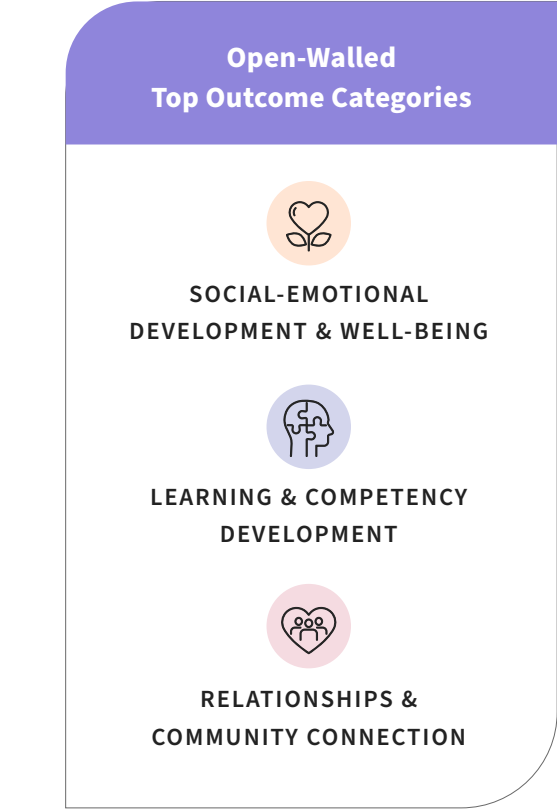 Open-Walled
Top Outcome Categories
SOCIAL-EMOTIONAL
DEVELOPMENT & WELL-BEING
LEARNING & COMPETENCY
DEVELOPMENT
RELATIONSHIPS &
COMMUNITY CONNECTION